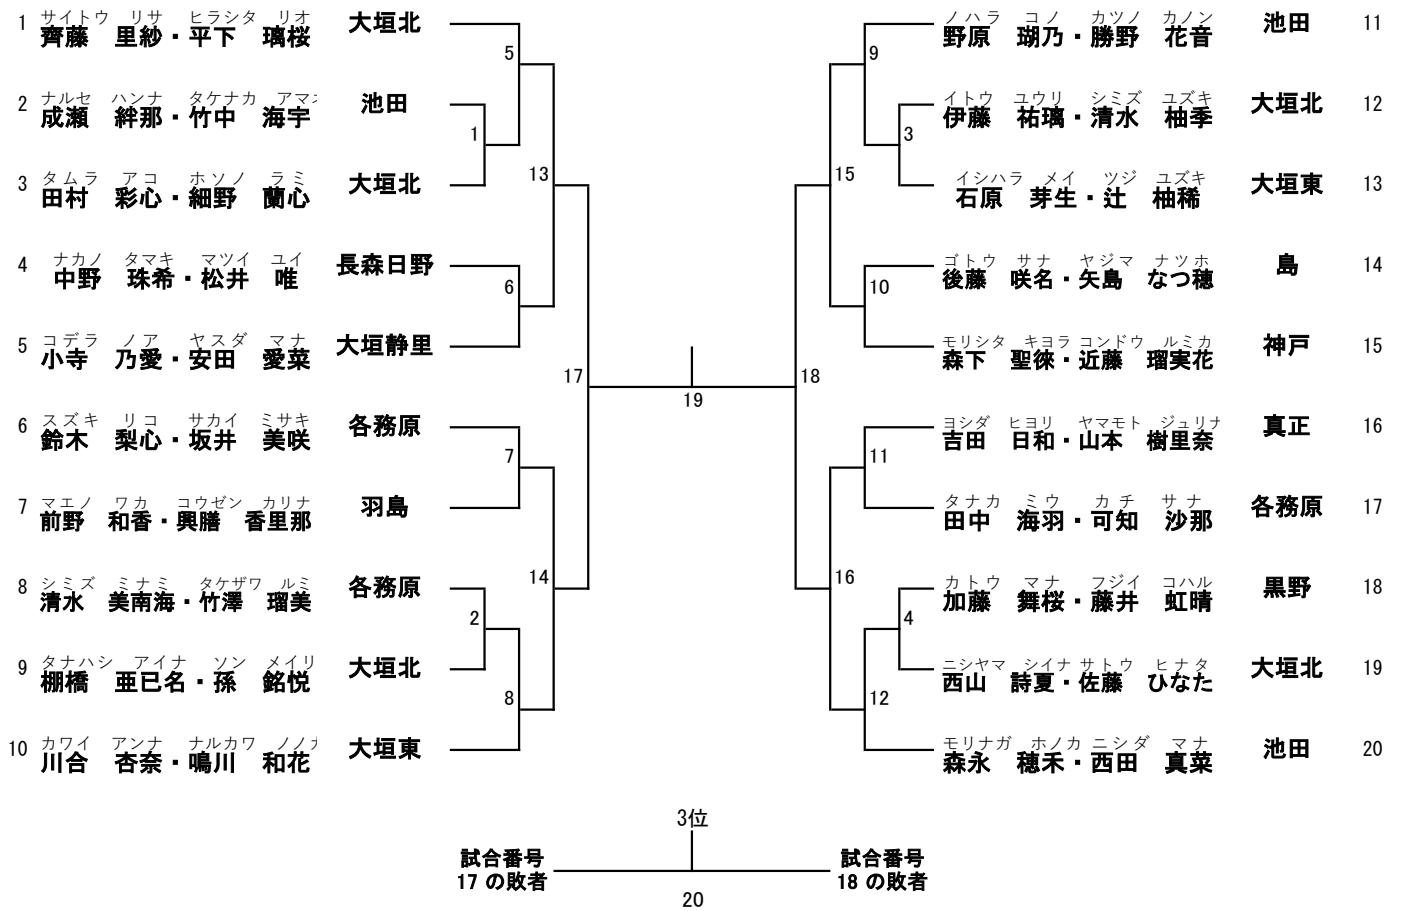 1 サイトウ リサ ヒラシタ リオ
齊藤 里紗・平下 璃桜 大垣北
2 ナルセ ハンナ タケナカ アマネ
成瀬 絆那・竹中 海宇 池田
3 タムラ アコ ホソノ ラミ
田村 彩心・細野 蘭心 大垣北
4 ナカノ タマキ マツイ ユイ
中野 珠希・松井 唯 長森日野
5 コデラ ノア ヤスダ マナ
小寺 乃愛・安田 愛菜 大垣静里
6 スズキ リコ サカイ ミサキ
鈴木 梨心・坂井 美咲 各務原
7 マエノ ワカ コウゼン カリナ
前野 和香・興膳 香里那 羽島
8 シミズ ミナミ タケザワ ルミ
清水 美南海・竹澤 瑠美 各務原
9 タナハシ アイナ ソン メイリ
棚橋 亜已名・孫 銘悦 大垣北
10 カワイ アンナ ナルカワ ノノカ
川合 杏奈・鳴川 和花 大垣東
5
1
13
6
17
7
14
2
8
19
9
3
15
10
18
11
16
4
12
ノハラ コノ カツノ カノン
野原 瑚乃・勝野 花音 池田 11
イトウ ユウリ シミズ ユズキ
伊藤 祐璃・清水 柚季 大垣北 12
イシハラ メイ ツジ ユズキ
石原 芽生・辻 柚稀 大垣東 13
ゴトウ サナ ヤジマ ナツホ
後藤 咲名・矢島 なつ穂 島 14
モリシタ キヨラ コンドウ ルミカ
森下 聖徠・近藤 瑠実花 神戸 15
ヨシダ ヒヨリ ヤマモト ジュリナ
吉田 日和・山本 樹里奈 真正 16
タナカ ミウ カチ サナ
田中 海羽・可知 沙那 各務原 17
カトウ マナ フジイ コハル
加藤 舞桜・藤井 虹晴 黒野 18
ニシヤマ シイナ サトウ ヒナタ
西山 詩夏・佐藤 ひなた 大垣北 19
モリナガ ホノカ ニシダ マナ
森永 穂禾・西田 真菜 池田 20
3位
試合番号
17 の敗者
試合番号
18 の敗者
20